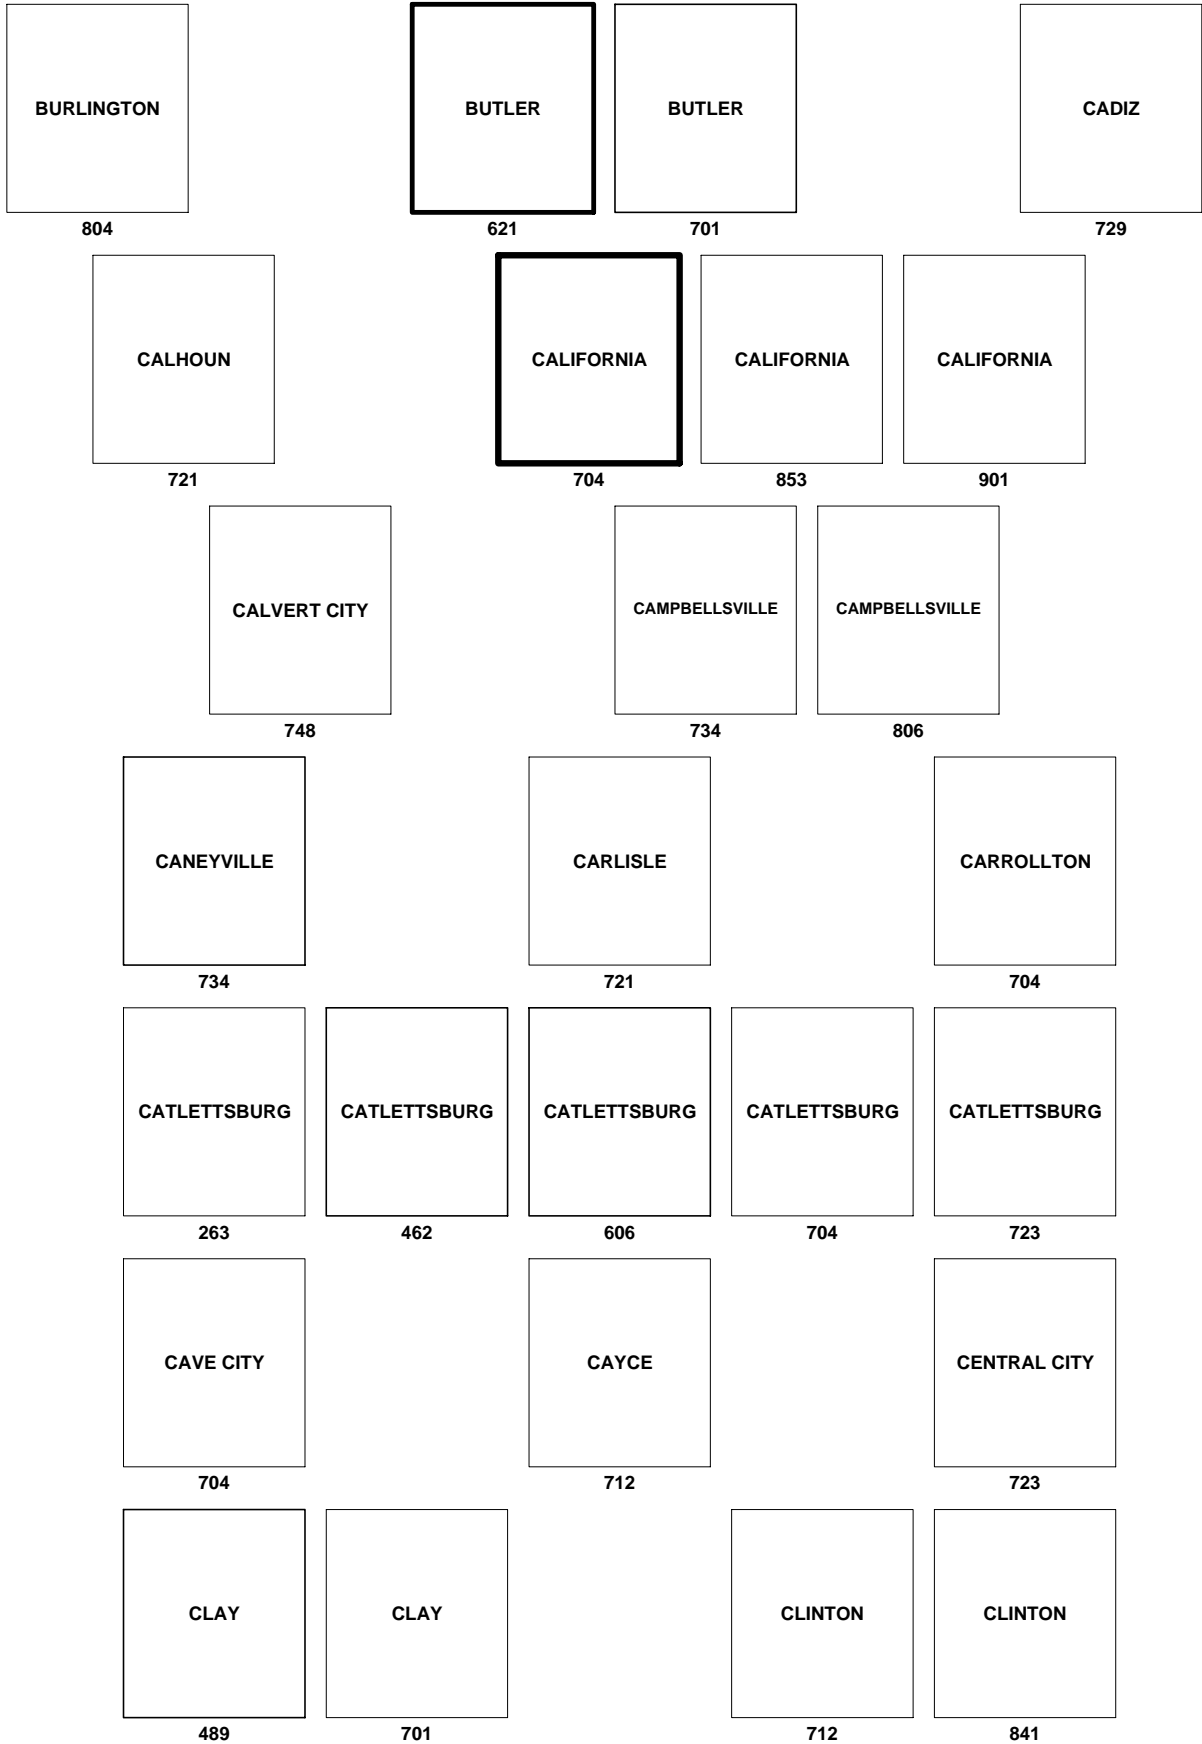 BURLINGTON BUTLER BUTLER CADIZ
804 621 701 729
CALHOUN CALIFORNIA CALIFORNIA CALIFORNIA
721 704 853 901
CALVERT CITY CAMPBELLSVILLE CAMPBELLSVILLE
748 734 806
CANEYVILLE CARLISLE CARROLLTON
734 721 704
CATLETTSBURG CATLETTSBURG CATLETTSBURG CATLETTSBURG CATLETTSBURG
263 462 606 704 723
CAVE CITY CAYCE CENTRAL CITY
704 712 723
CLAY CLAY CLINTON CLINTON
489 701 712 841